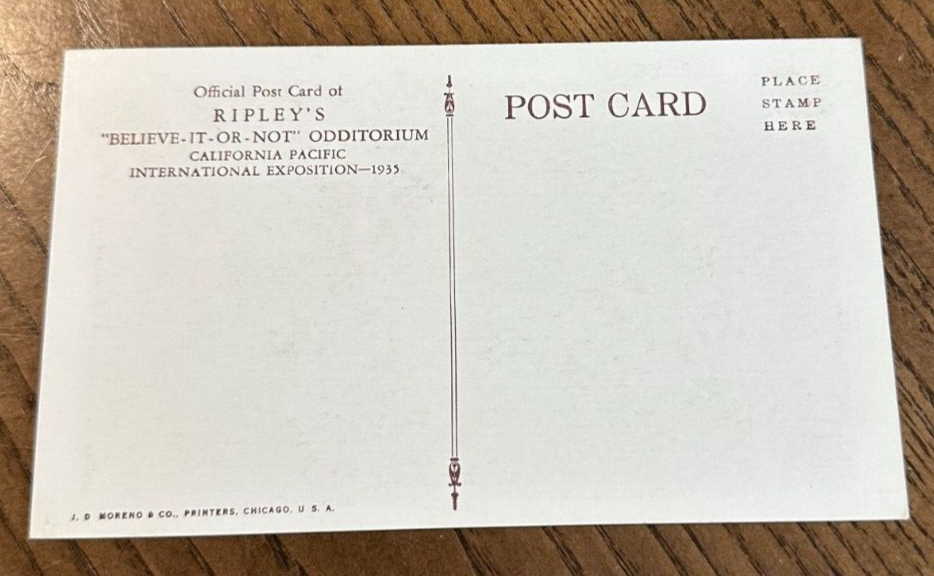 Official Post Card of
RIPLEY'S
"BELIEVE-IT-OR-NOT" ODDITORIUM
CALIFORNIA PACIFIC
INTERNATIONAL EXPOSITION—1935
POST CARD
PLACE
STAMP
HERE
J. D MORENO & CO., PRINTERS, CHICAGO, U S. A.